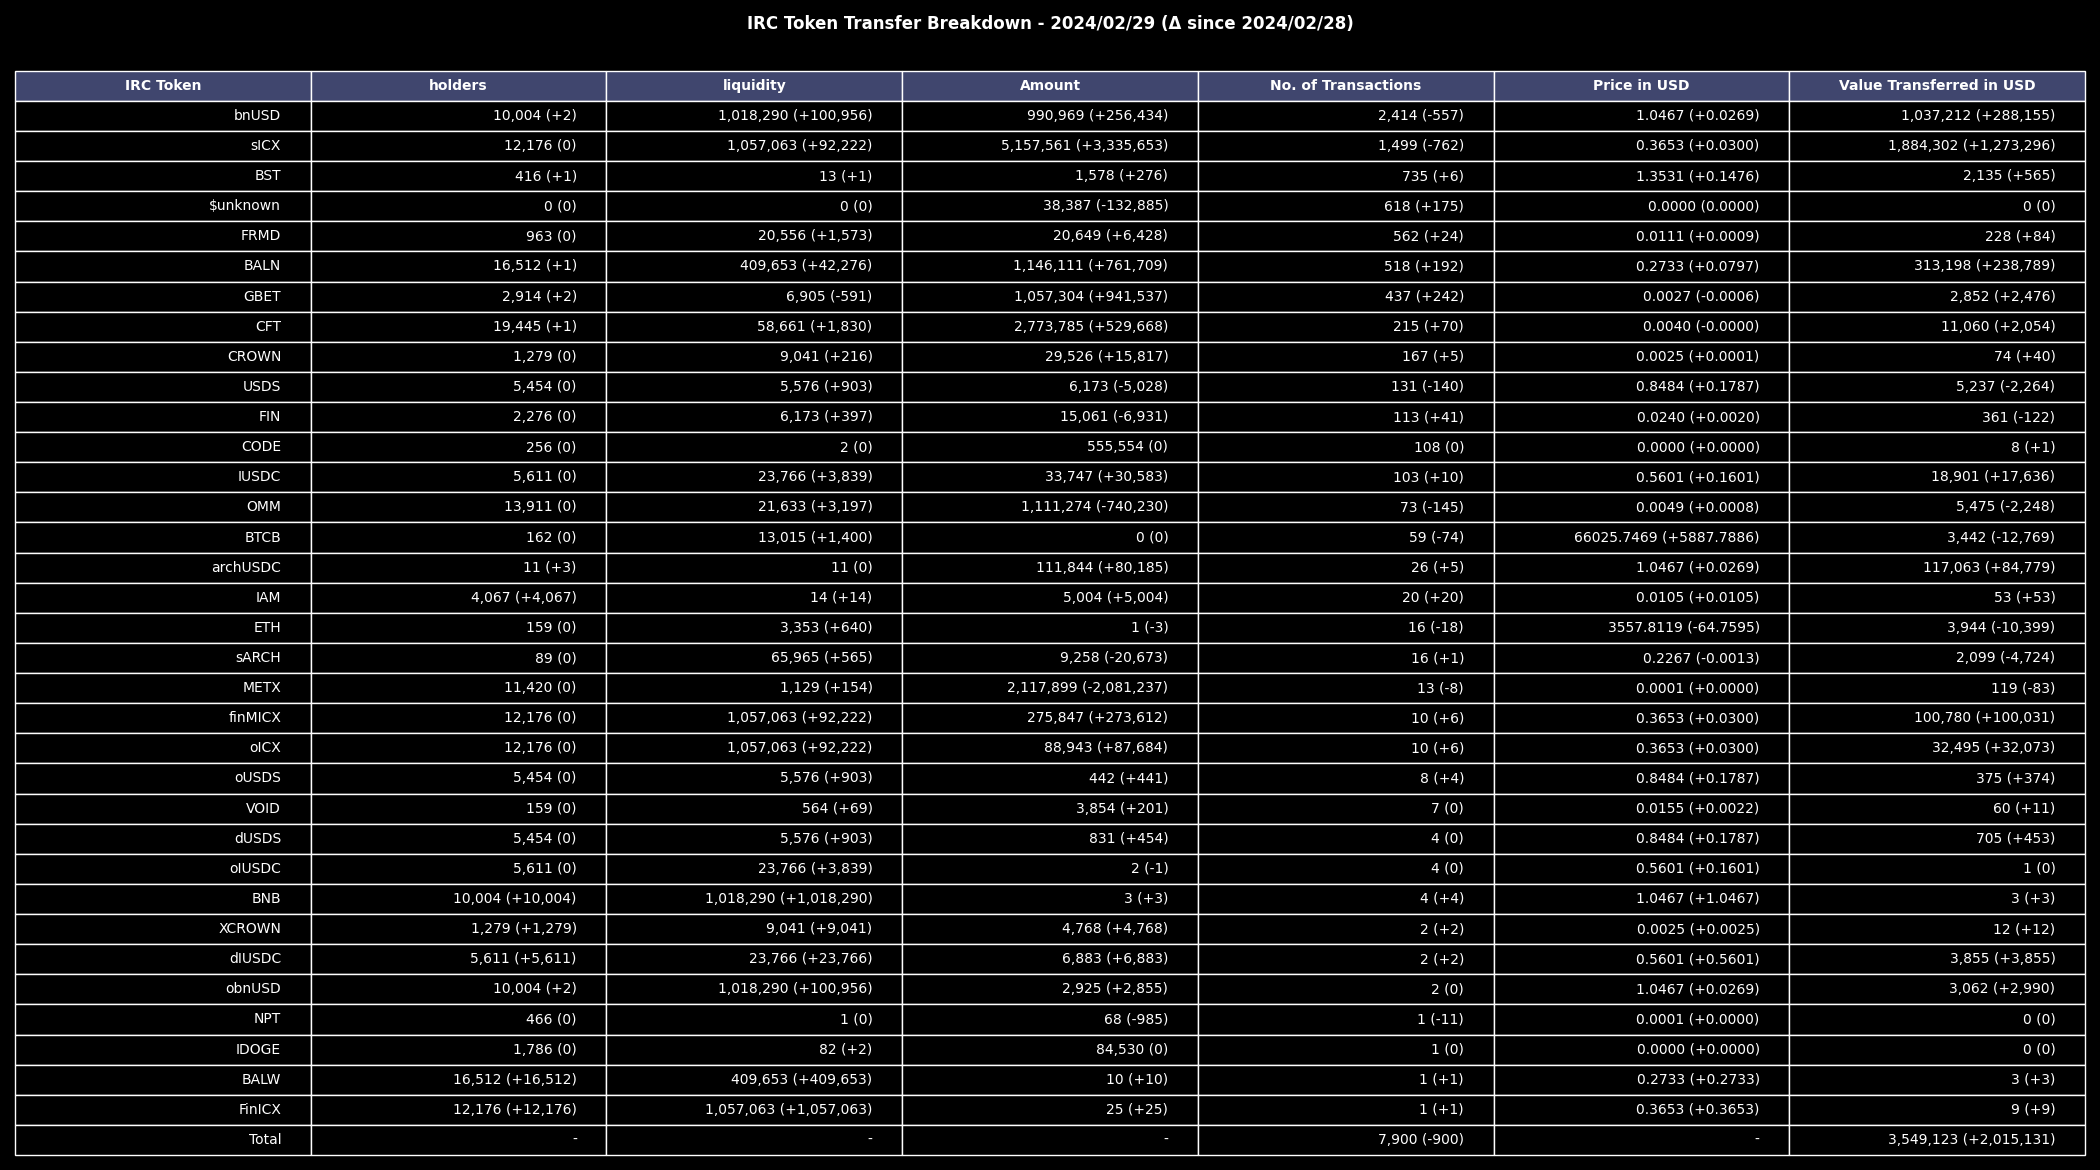 IRC Token Transfer Breakdown - 2024/02/29 (Δ since 2024/02/28)
IRC Token holders liquidity Amount No. of Transactions Price in USD Value Transferred in USD
bnUSD 10,004 (+2) 1,018,290 (+100,956) 990,969 (+256,434) 2,414 (-557) 1.0467 (+0.0269) 1,037,212 (+288,155)
sICX 12,176 (0) 1,057,063 (+92,222) 5,157,561 (+3,335,653) 1,499 (-762) 0.3653 (+0.0300) 1,884,302 (+1,273,296)
BST 416 (+1) 13 (+1) 1,578 (+276) 735 (+6) 1.3531 (+0.1476) 2,135 (+565)
$unknown 0 (0) 0 (0) 38,387 (-132,885) 618 (+175) 0.0000 (0.0000) 0 (0)
FRMD 963 (0) 20,556 (+1,573) 20,649 (+6,428) 562 (+24) 0.0111 (+0.0009) 228 (+84)
BALN 16,512 (+1) 409,653 (+42,276) 1,146,111 (+761,709) 518 (+192) 0.2733 (+0.0797) 313,198 (+238,789)
GBET 2,914 (+2) 6,905 (-591) 1,057,304 (+941,537) 437 (+242) 0.0027 (-0.0006) 2,852 (+2,476)
CFT 19,445 (+1) 58,661 (+1,830) 2,773,785 (+529,668) 215 (+70) 0.0040 (-0.0000) 11,060 (+2,054)
CROWN 1,279 (0) 9,041 (+216) 29,526 (+15,817) 167 (+5) 0.0025 (+0.0001) 74 (+40)
USDS 5,454 (0) 5,576 (+903) 6,173 (-5,028) 131 (-140) 0.8484 (+0.1787) 5,237 (-2,264)
FIN 2,276 (0) 6,173 (+397) 15,061 (-6,931) 113 (+41) 0.0240 (+0.0020) 361 (-122)
CODE 256 (0) 2 (0) 555,554 (0) 108 (0) 0.0000 (+0.0000) 8 (+1)
IUSDC 5,611 (0) 23,766 (+3,839) 33,747 (+30,583) 103 (+10) 0.5601 (+0.1601) 18,901 (+17,636)
OMM 13,911 (0) 21,633 (+3,197) 1,111,274 (-740,230) 73 (-145) 0.0049 (+0.0008) 5,475 (-2,248)
BTCB 162 (0) 13,015 (+1,400) 0 (0) 59 (-74) 66025.7469 (+5887.7886) 3,442 (-12,769)
archUSDC 11 (+3) 11 (0) 111,844 (+80,185) 26 (+5) 1.0467 (+0.0269) 117,063 (+84,779)
IAM 4,067 (+4,067) 14 (+14) 5,004 (+5,004) 20 (+20) 0.0105 (+0.0105) 53 (+53)
ETH 159 (0) 3,353 (+640) 1 (-3) 16 (-18) 3557.8119 (-64.7595) 3,944 (-10,399)
sARCH 89 (0) 65,965 (+565) 9,258 (-20,673) 16 (+1) 0.2267 (-0.0013) 2,099 (-4,724)
METX 11,420 (0) 1,129 (+154) 2,117,899 (-2,081,237) 13 (-8) 0.0001 (+0.0000) 119 (-83)
finMICX 12,176 (0) 1,057,063 (+92,222) 275,847 (+273,612) 10 (+6) 0.3653 (+0.0300) 100,780 (+100,031)
oICX 12,176 (0) 1,057,063 (+92,222) 88,943 (+87,684) 10 (+6) 0.3653 (+0.0300) 32,495 (+32,073)
oUSDS 5,454 (0) 5,576 (+903) 442 (+441) 8 (+4) 0.8484 (+0.1787) 375 (+374)
VOID 159 (0) 564 (+69) 3,854 (+201) 7 (0) 0.0155 (+0.0022) 60 (+11)
dUSDS 5,454 (0) 5,576 (+903) 831 (+454) 4 (0) 0.8484 (+0.1787) 705 (+453)
oIUSDC 5,611 (0) 23,766 (+3,839) 2 (-1) 4 (0) 0.5601 (+0.1601) 1 (0)
BNB 10,004 (+10,004) 1,018,290 (+1,018,290) 3 (+3) 4 (+4) 1.0467 (+1.0467) 3 (+3)
XCROWN 1,279 (+1,279) 9,041 (+9,041) 4,768 (+4,768) 2 (+2) 0.0025 (+0.0025) 12 (+12)
dIUSDC 5,611 (+5,611) 23,766 (+23,766) 6,883 (+6,883) 2 (+2) 0.5601 (+0.5601) 3,855 (+3,855)
obnUSD 10,004 (+2) 1,018,290 (+100,956) 2,925 (+2,855) 2 (0) 1.0467 (+0.0269) 3,062 (+2,990)
NPT 466 (0) 1 (0) 68 (-985) 1 (-11) 0.0001 (+0.0000) 0 (0)
IDOGE 1,786 (0) 82 (+2) 84,530 (0) 1 (0) 0.0000 (+0.0000) 0 (0)
BALW 16,512 (+16,512) 409,653 (+409,653) 10 (+10) 1 (+1) 0.2733 (+0.2733) 3 (+3)
FinICX 12,176 (+12,176) 1,057,063 (+1,057,063) 25 (+25) 1 (+1) 0.3653 (+0.3653) 9 (+9)
Total - - - 7,900 (-900) - 3,549,123 (+2,015,131)